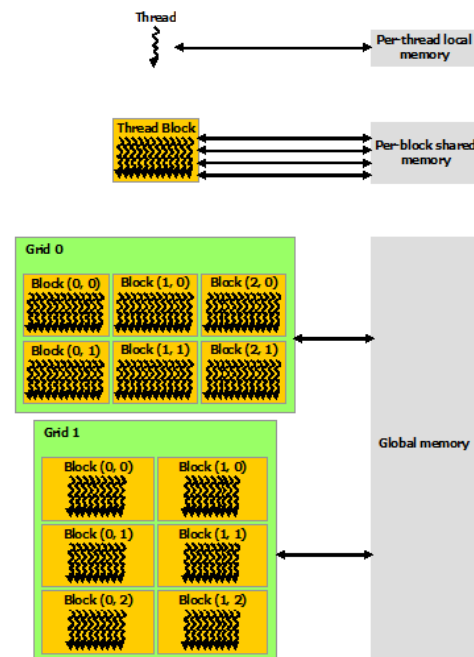 Thread
Per-thread local
memory
Thread Block
Per-block shared
memory
Grid 0
Block (0, 0) Block (1, 0) Block (2, 0)
Block (0, 1) Block (1, 1) Block (2, 1)
Global memory
Grid 1
Block (0, 0) Block (1, 0)
Block (0, 1) Block (1, 1)
Block (0, 2) Block (1, 2)